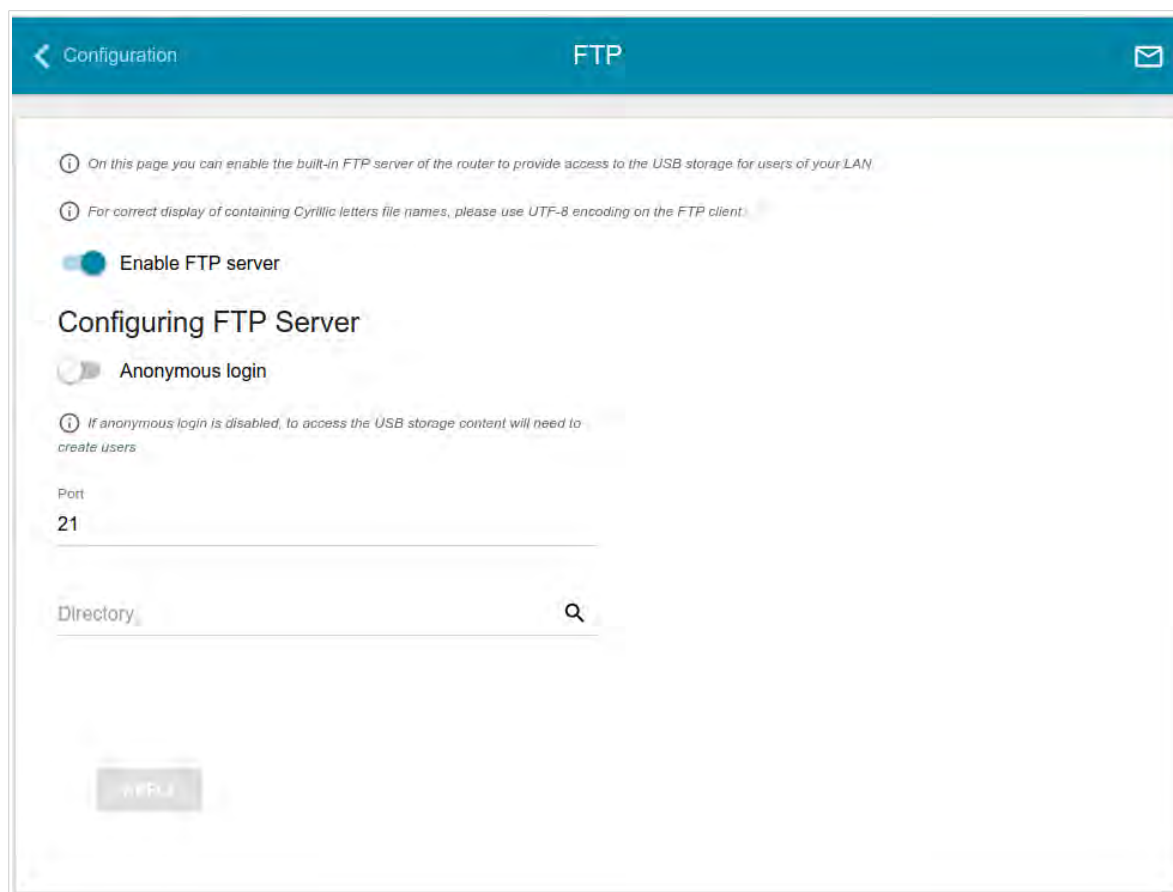 Configuration
FTP
On this page you can enable the built-in FTP server of the router to provide access to the USB storage for users of your LAN
For correct display of containing Cyrillic letters file names, please use UTF-8 encoding on the FTP client.
Enable FTP server
Configuring FTP Server
Anonymous login
If anonymous login is disabled, to access the USB storage content will need to
create users
Port
21
Directory
APPLY